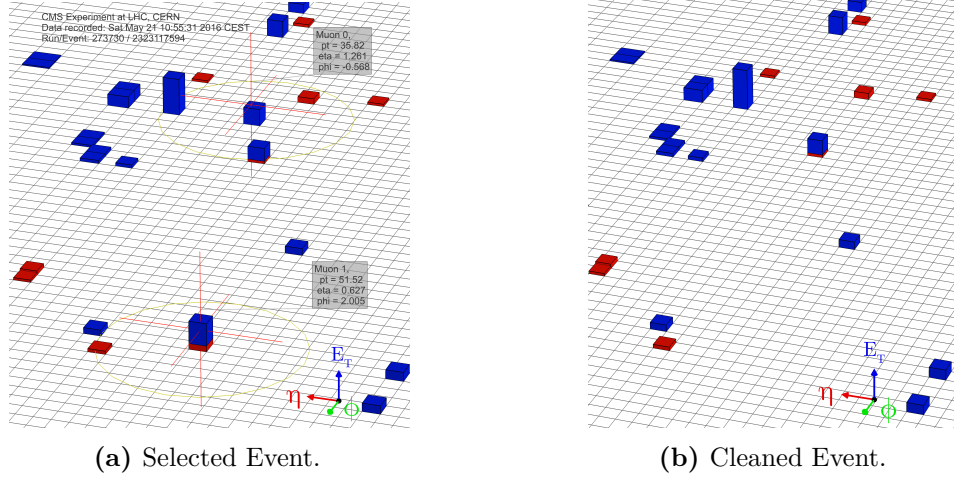 CMS Experiment at LHC, CERN
Data recorded: Sat May 21 10:55:31 2016 CEST
Run/Event: 273730 / 2323117594
Muon 0,
pt = 35.82
eta = 1.261
phi = -0.568
Muon 1,
pt = 51.52
eta = 0.627
phi = 2.005
E_T
η
Φ
E_T
η
ϕ
(a) Selected Event.
(b) Cleaned Event.